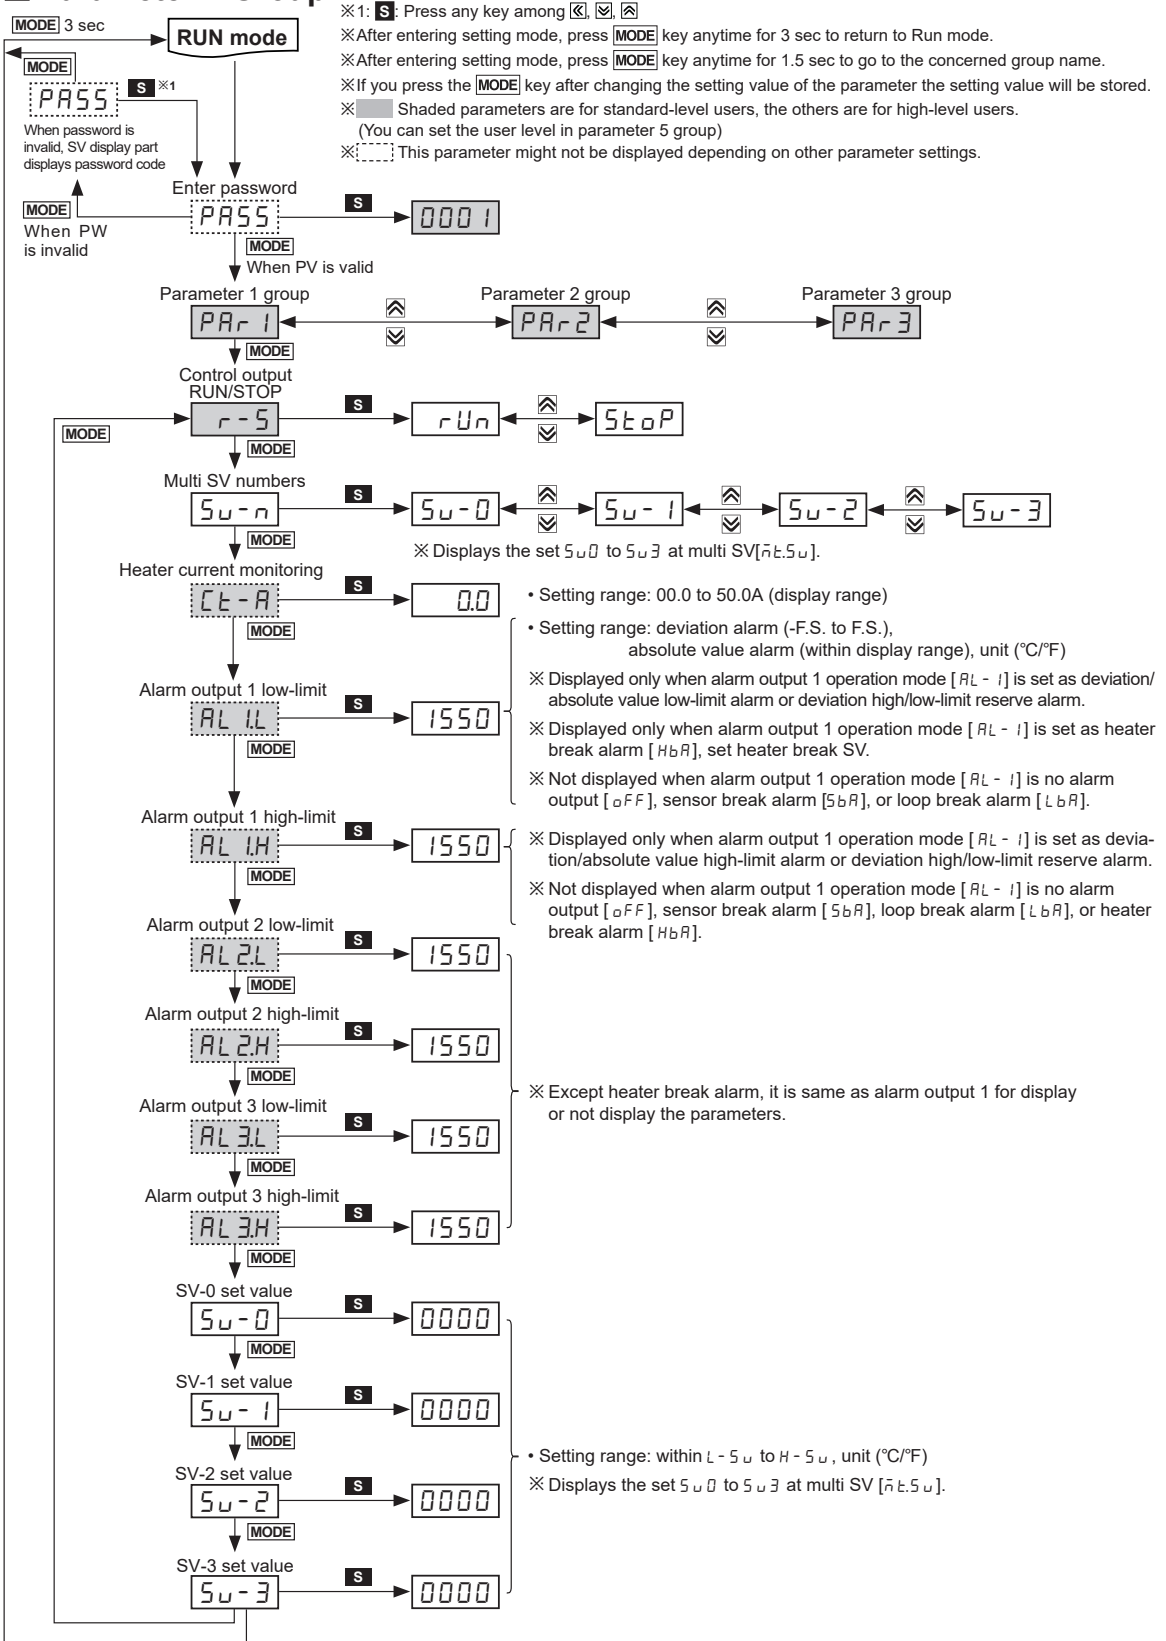 ※1: S: Press any key among
MODE 3 sec
RUN mode
※After entering setting mode, press MODE key anytime for 3 sec to return to Run mode.
※After entering setting mode, press MODE key anytime for 1.5 sec to go to the concerned group name.
※If you press the MODE key after changing the setting value of the parameter the setting value will be stored.
※ Shaded parameters are for standard-level users, the others are for high-level users.
(You can set the user level in parameter 5 group)
※ This parameter might not be displayed depending on other parameter settings.
MODE
PASS
S ※1
When password is
invalid, SV display part
displays password code
Enter password
PASS
S
0001
MODE
When PW
is invalid
MODE
When PV is valid
Parameter 1 group
Parameter 2 group
Parameter 3 group
PAr1
PAr2
PAr3
MODE
Control output
RUN/STOP
r-S
S
rUn
StoP
MODE
MODE
Multi SV numbers
Su-n
S
Su-0
Su-1
Su-2
Su-3
MODE
※ Displays the set Su0 to Su3 at multi SV[mt.Su].
Heater current monitoring
Ct-A
S
0.0
MODE
• Setting range: 00.0 to 50.0A (display range)
• Setting range: deviation alarm (-F.S. to F.S.),
absolute value alarm (within display range), unit (℃/℉)
※ Displayed only when alarm output 1 operation mode [AL-1] is set as deviation/
absolute value low-limit alarm or deviation high/low-limit reserve alarm.
※ Displayed only when alarm output 1 operation mode [AL-1] is set as heater
break alarm [HbA], set heater break SV.
※ Not displayed when alarm output 1 operation mode [AL-1] is no alarm
output [oFF], sensor break alarm [SbA], or loop break alarm [LbA].
Alarm output 1 low-limit
AL1.L
S
1550
MODE
Alarm output 1 high-limit
AL1.H
S
1550
MODE
※ Displayed only when alarm output 1 operation mode [AL-1] is set as devia-
tion/absolute value high-limit alarm or deviation high/low-limit reserve alarm.
※ Not displayed when alarm output 1 operation mode [AL-1] is no alarm
output [oFF], sensor break alarm [SbA], loop break alarm [LbA], or heater
break alarm [HbA].
Alarm output 2 low-limit
AL2.L
S
1550
MODE
Alarm output 2 high-limit
AL2.H
S
1550
MODE
※ Except heater break alarm, it is same as alarm output 1 for display
or not display the parameters.
Alarm output 3 low-limit
AL3.L
S
1550
MODE
Alarm output 3 high-limit
AL3.H
S
1550
MODE
SV-0 set value
Su-0
S
0000
MODE
SV-1 set value
Su-1
S
0000
MODE
• Setting range: within L-Su to H-Su, unit (℃/℉)
※ Displays the set Su0 to Su3 at multi SV [mt.Su].
SV-2 set value
Su-2
S
0000
MODE
SV-3 set value
Su-3
S
0000